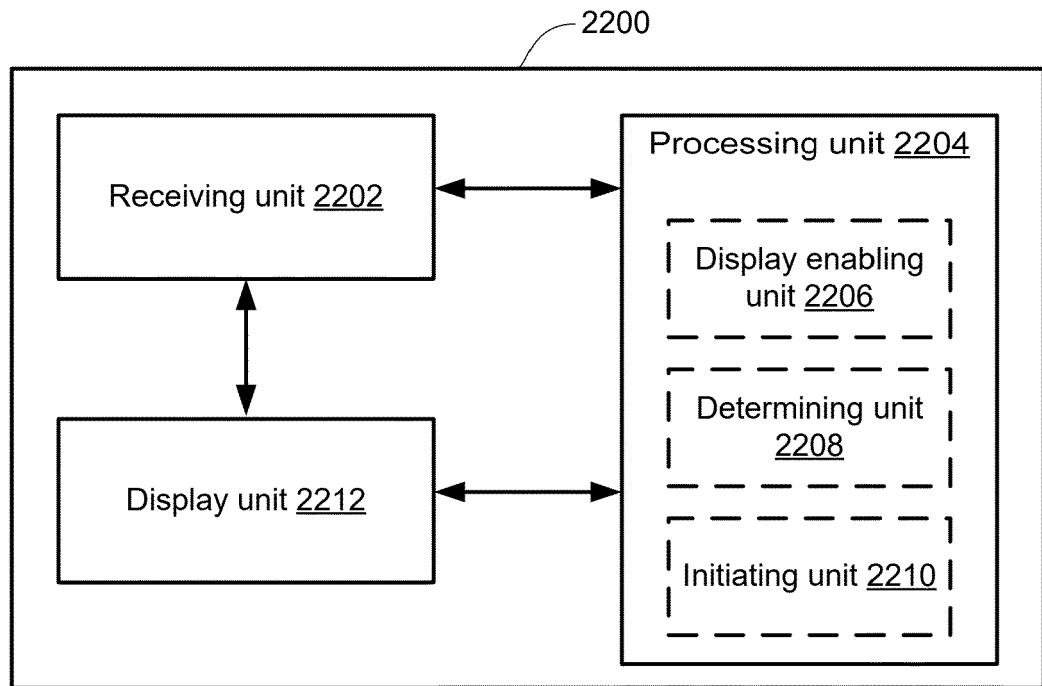 2200
Receiving unit 2202
Processing unit 2204
Display enabling
unit 2206
Determining unit
2208
Display unit 2212
Initiating unit 2210